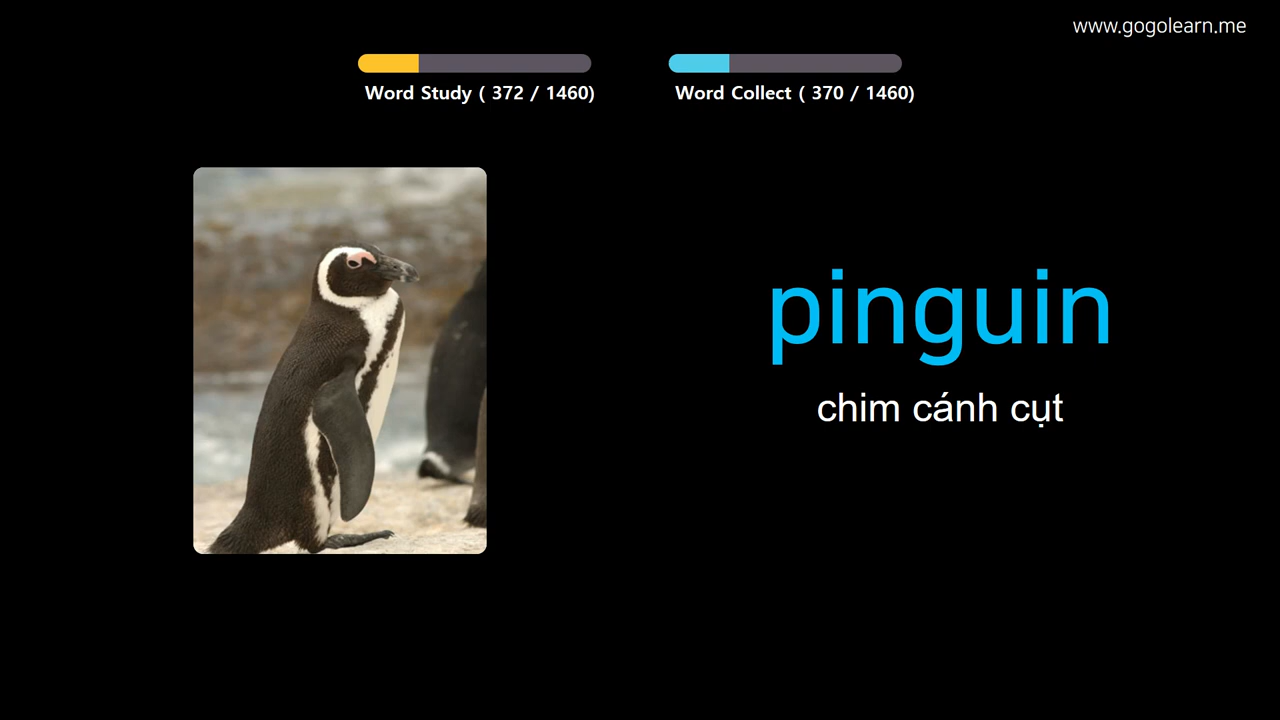 www.gogolearn.me
Word Study ( 372 / 1460)
Word Collect ( 370 / 1460)
pinguin
chim cánh cụt